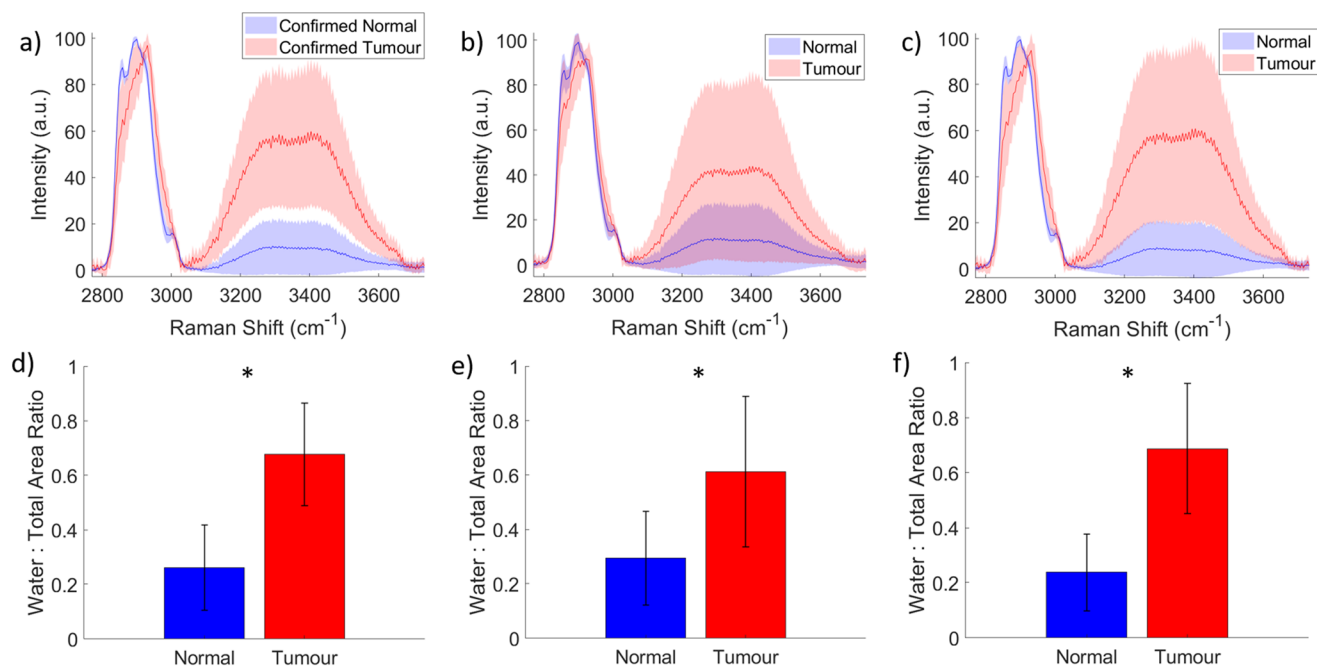 a)
Confirmed Normal
Confirmed Tumour
Intensity (a.u.)
100
80
60
40
20
0
2800 3000 3200 3400 3600
Raman Shift (cm-1)
b)
Normal
Tumour
Intensity (a.u.)
100
80
60
40
20
0
2800 3000 3200 3400 3600
Raman Shift (cm-1)
c)
Normal
Tumour
Intensity (a.u.)
100
80
60
40
20
0
2800 3000 3200 3400 3600
Raman Shift (cm-1)
d)
*
Water : Total Area Ratio
1
0.8
0.6
0.4
0.2
0
Normal Tumour
e)
*
Water : Total Area Ratio
1
0.8
0.6
0.4
0.2
0
Normal Tumour
f)
*
Water : Total Area Ratio
1
0.8
0.6
0.4
0.2
0
Normal Tumour